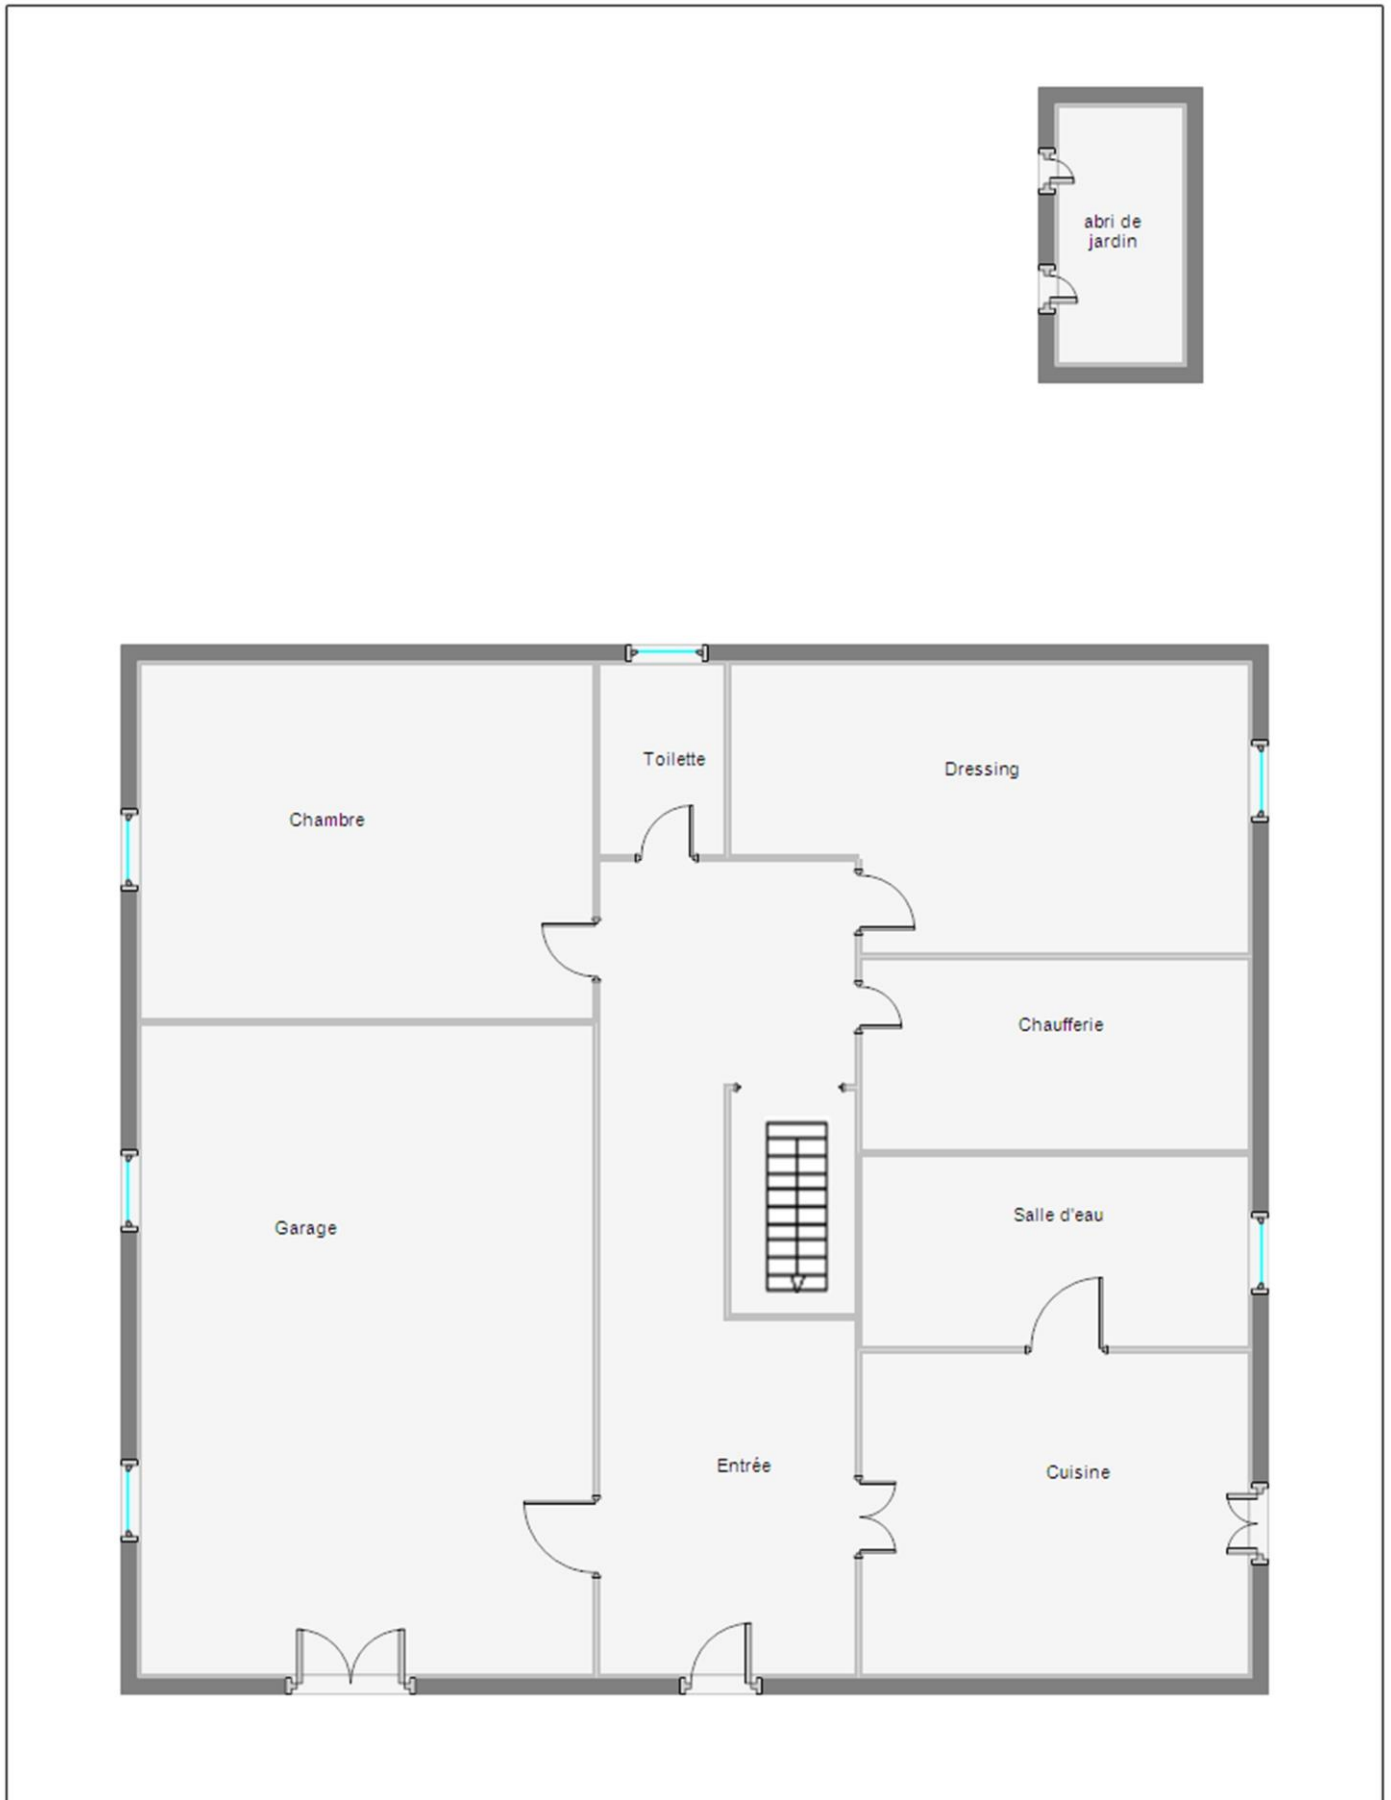 abri de
jardin
Toilette
Dressing
Chambre
Chaufferie
Salle d'eau
Garage
Entrée
Cuisine